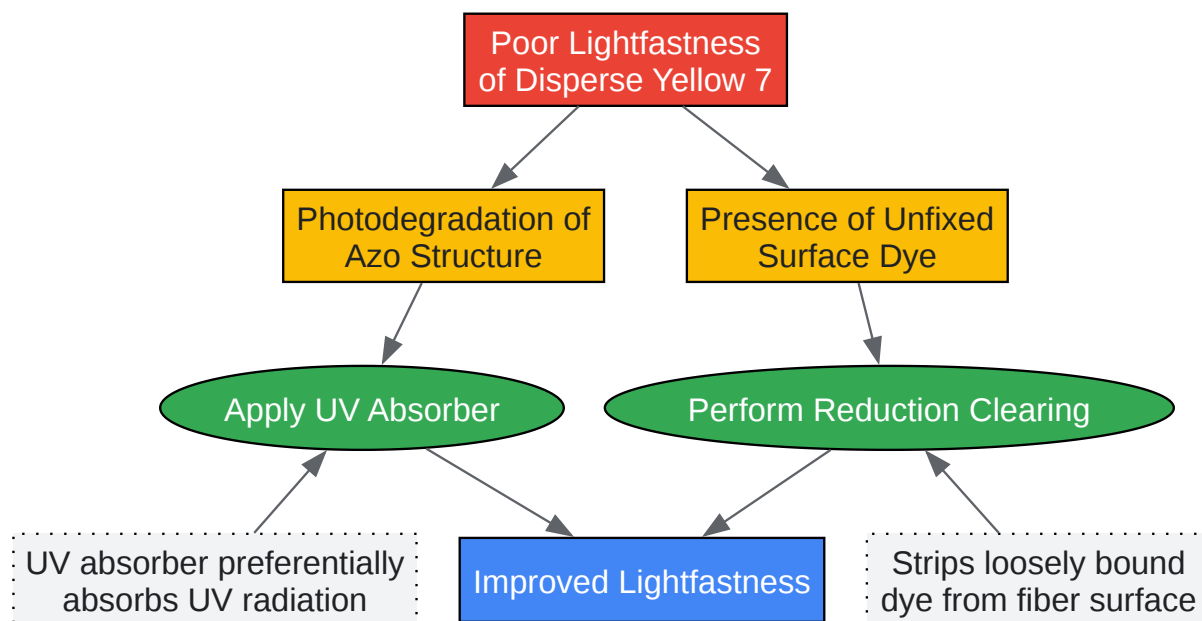 Poor Lightfastness
of Disperse Yellow 7
Photodegradation of
Azo Structure
Presence of Unfixed
Surface Dye
Apply UV Absorber
Perform Reduction Clearing
UV absorber preferentially
absorbs UV radiation
Improved Lightfastness
Strips loosely bound
dye from fiber surface